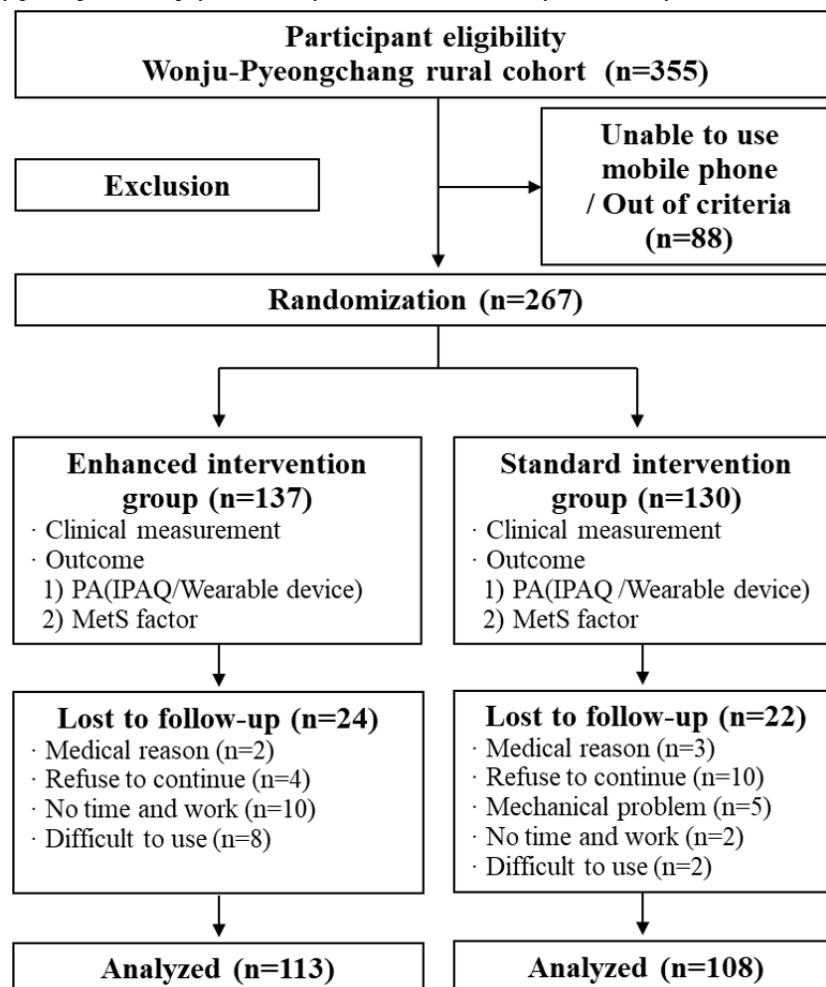 Participant eligibility
Wonju-Pyeongchang rural cohort (n=355)
Unable to use
mobile phone
/ Out of criteria
(n=88)
Exclusion
Randomization (n=267)
Enhanced intervention
group (n=137)
· Clinical measurement
· Outcome
1) PA(IPAQ/Wearable device)
2) MetS factor
Standard intervention
group (n=130)
· Clinical measurement
· Outcome
1) PA(IPAQ /Wearable device)
2) MetS factor
Lost to follow-up (n=24)
· Medical reason (n=2)
· Refuse to continue (n=4)
· No time and work (n=10)
· Difficult to use (n=8)
Lost to follow-up (n=22)
· Medical reason (n=3)
· Refuse to continue (n=10)
· Mechanical problem (n=5)
· No time and work (n=2)
· Difficult to use (n=2)
Analyzed (n=113)
Analyzed (n=108)